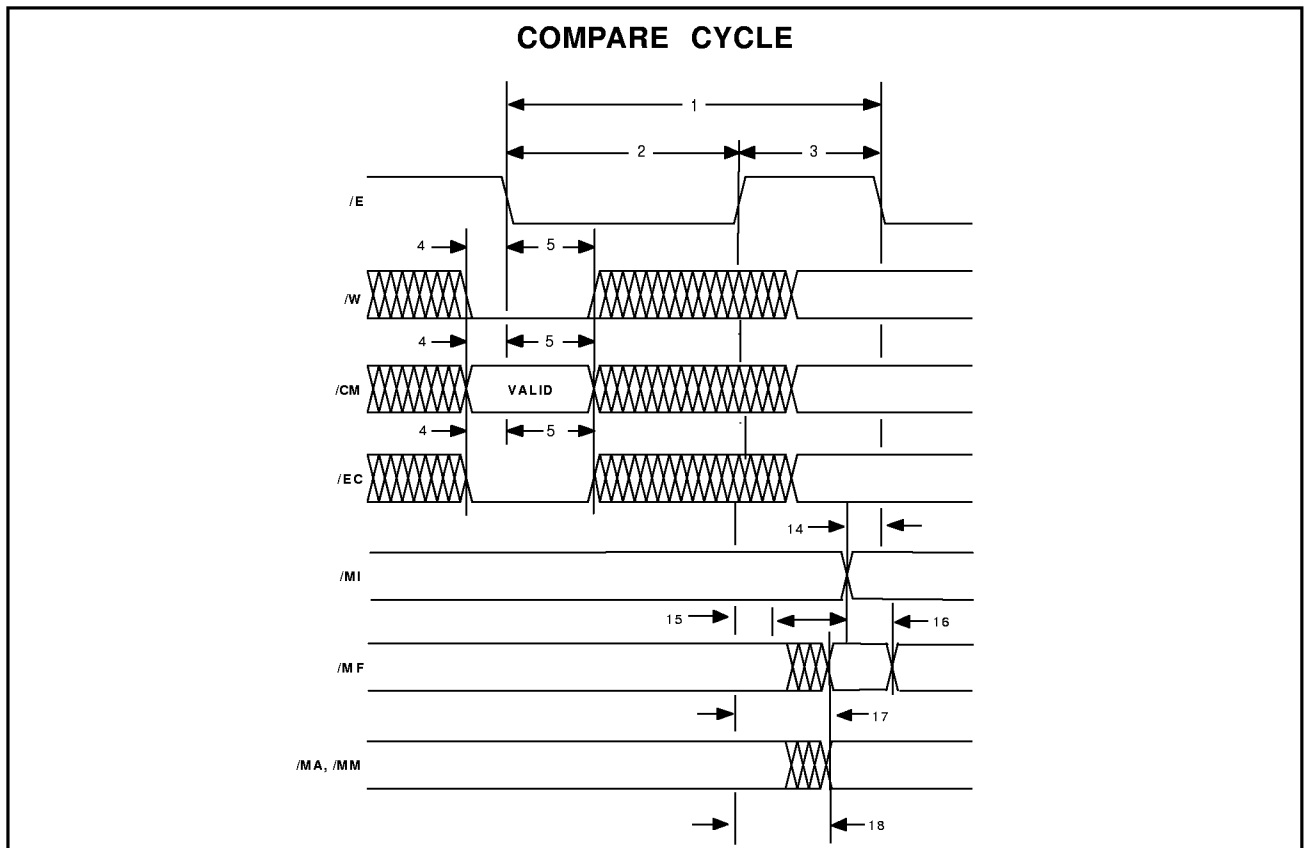 COMPARE CYCLE
1
2
3
/E
4
5
/W
4
5
/CM
VALID
4
5
/EC
14
/MI
15
16
/MF
17
/MA, /MM
18